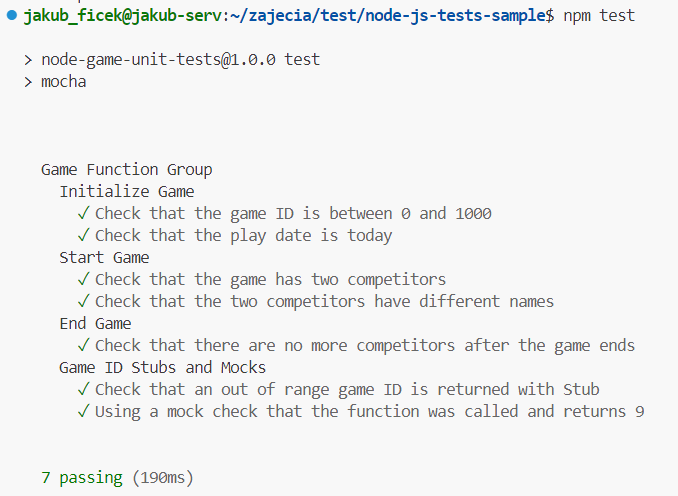 jakub_ficek@jakub-serv:~/zajecia/test/node-js-tests-sample$ npm test
> node-game-unit-tests@1.0.0 test
> mocha
Game Function Group
Initialize Game
✓ Check that the game ID is between 0 and 1000
✓ Check that the play date is today
Start Game
✓ Check that the game has two competitors
✓ Check that the two competitors have different names
End Game
✓ Check that there are no more competitors after the game ends
Game ID Stubs and Mocks
✓ Check that an out of range game ID is returned with Stub
✓ Using a mock check that the function was called and returns 9
7 passing (190ms)